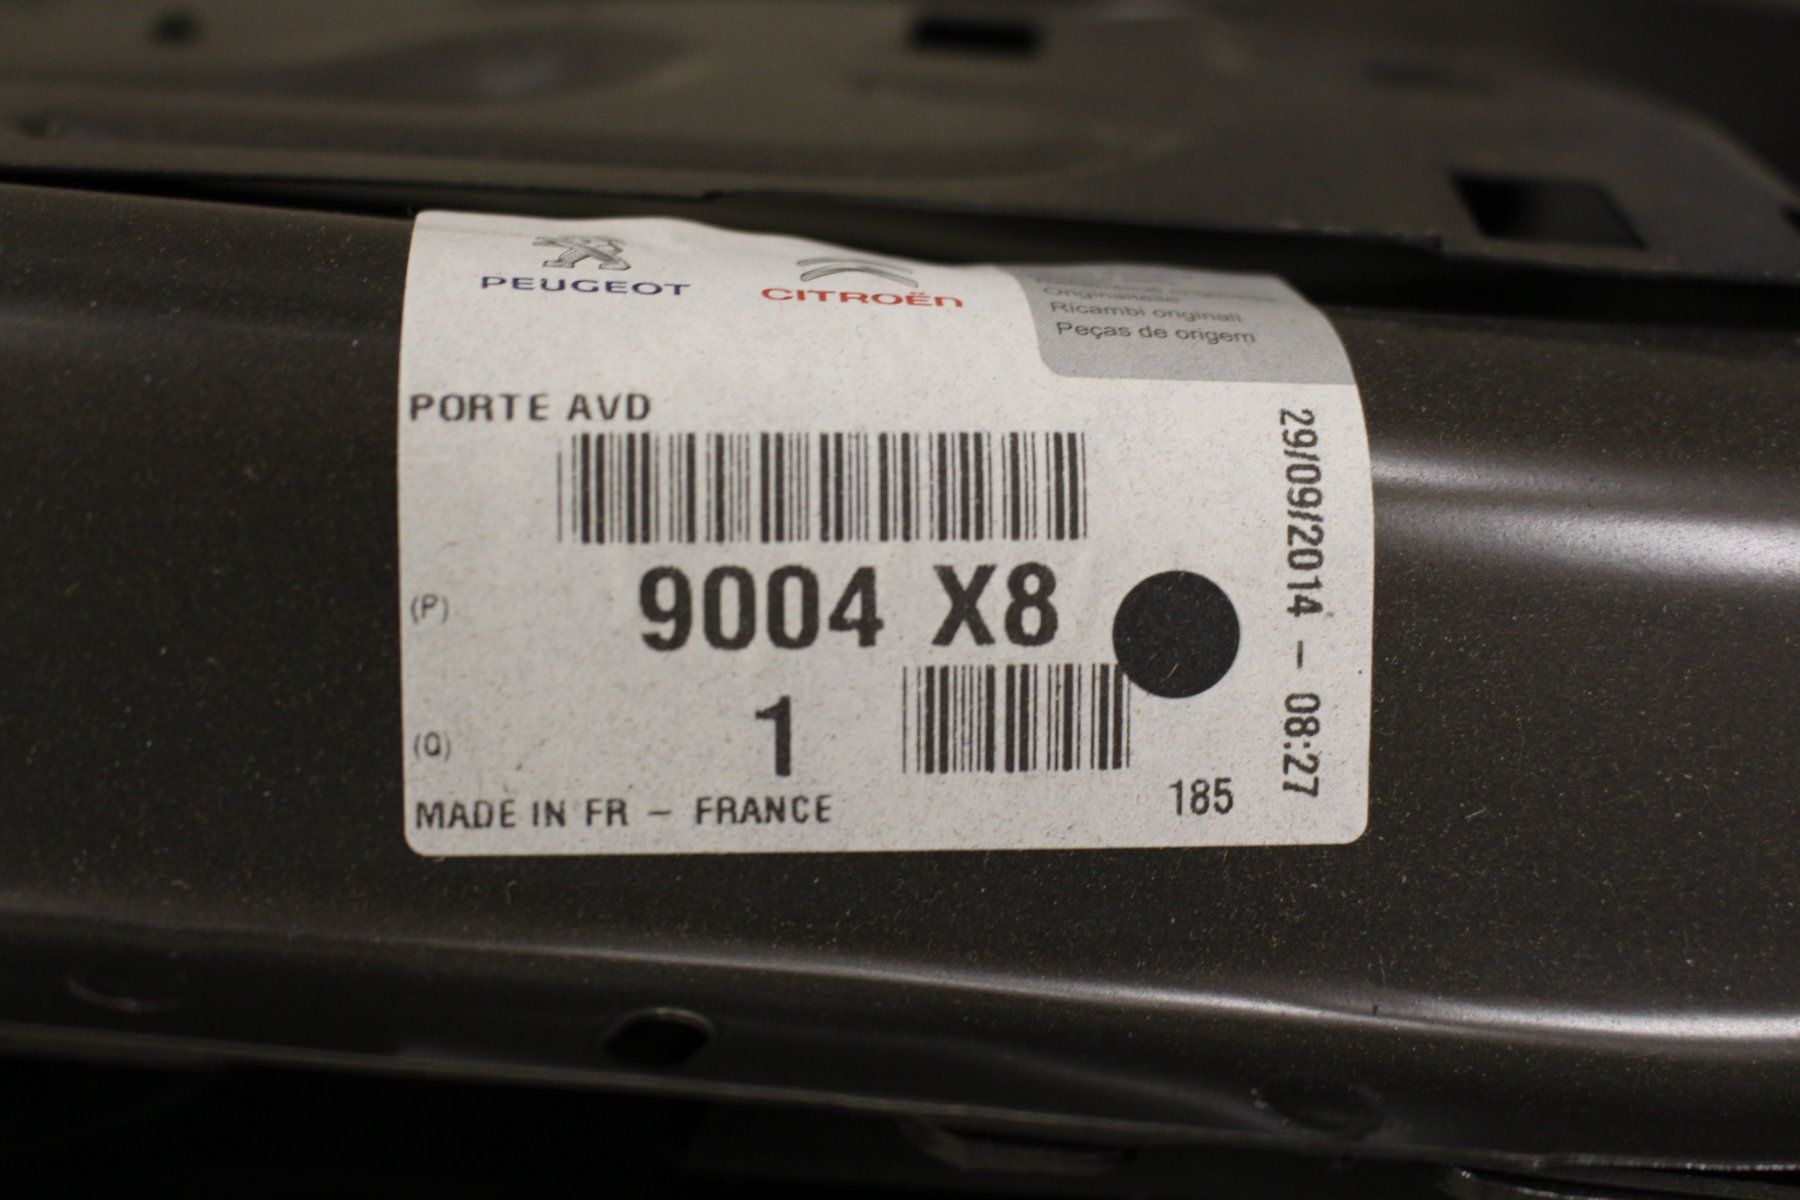 PEUGEOT
CITROËN
Originalteile
Ricambi originali
Peças de origem
PORTE AVD
(P) 9004 X8
(Q) 1
185
MADE IN FR - FRANCE
29/09/2014 - 08:27